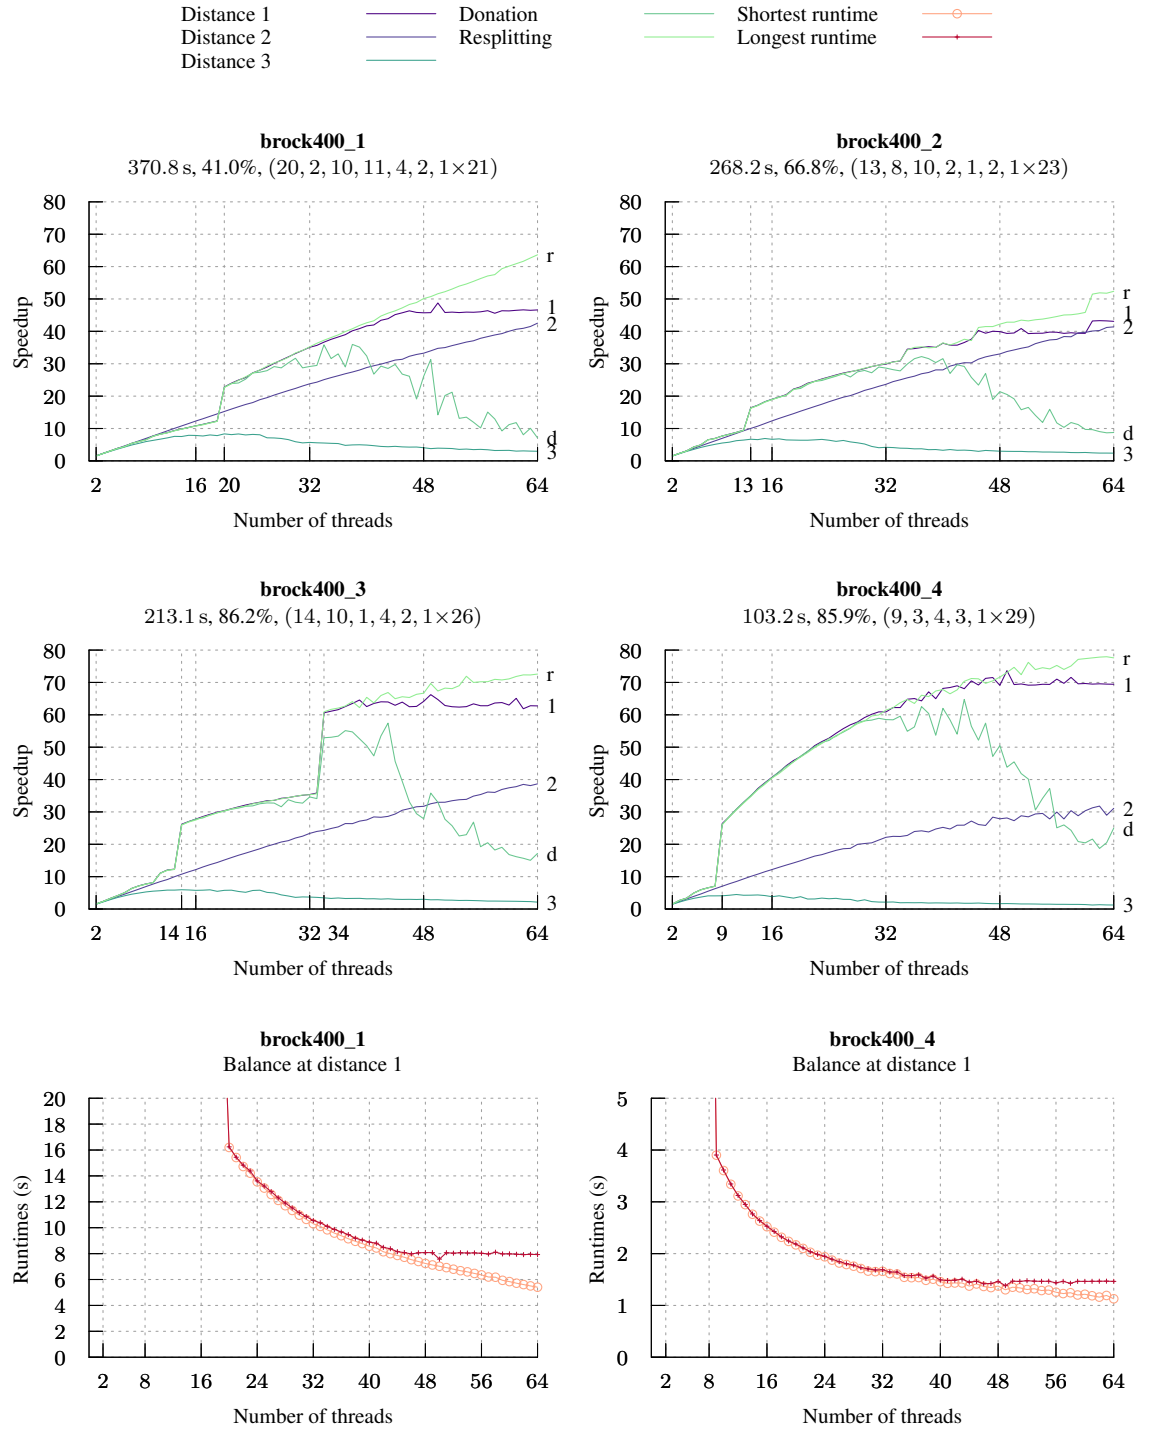 Distance 1 Donation Shortest runtime
Distance 2 Resplitting Longest runtime
Distance 3
brock400_1
370.8 s, 41.0%, (20, 2, 10, 11, 4, 2, 1×21)
80
70
60
50
40
30
20
10
0
Speedup
r
1
2
d
3
2 16 20 32 48 64
Number of threads
brock400_2
268.2 s, 66.8%, (13, 8, 10, 2, 1, 2, 1×23)
80
70
60
50
40
30
20
10
0
Speedup
r
1
2
d
3
2 13 16 32 48 64
Number of threads
brock400_3
213.1 s, 86.2%, (14, 10, 1, 4, 2, 1×26)
80
70
60
50
40
30
20
10
0
Speedup
r
1
2
d
3
2 14 16 32 34 48 64
Number of threads
brock400_4
103.2 s, 85.9%, (9, 3, 4, 3, 1×29)
80
70
60
50
40
30
20
10
0
Speedup
r
1
2
d
3
2 9 16 32 48 64
Number of threads
brock400_1
Balance at distance 1
20
18
16
14
12
10
8
6
4
2
0
Runtimes (s)
2 8 16 24 32 40 48 56 64
Number of threads
brock400_4
Balance at distance 1
5
4
3
2
1
0
Runtimes (s)
2 8 16 24 32 40 48 56 64
Number of threads